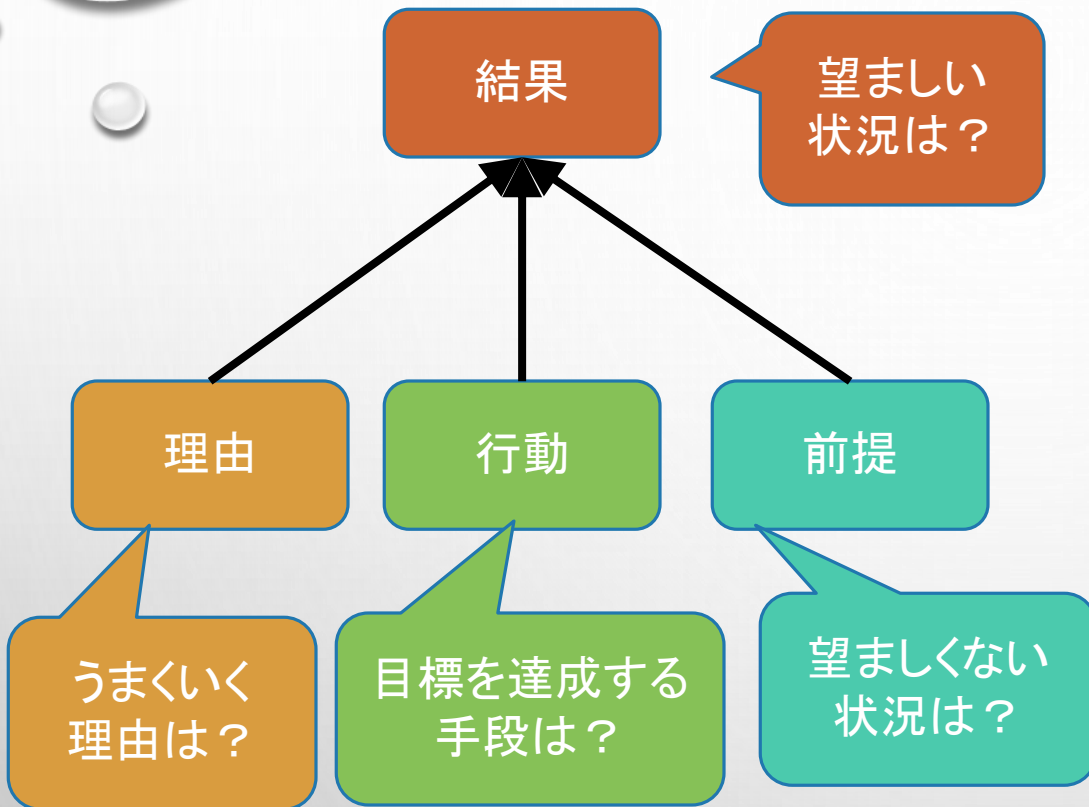 結果
望ましい
状況は？
理由
行動
前提
うまくいく
理由は？
目標を達成する
手段は？
望ましくない
状況は？